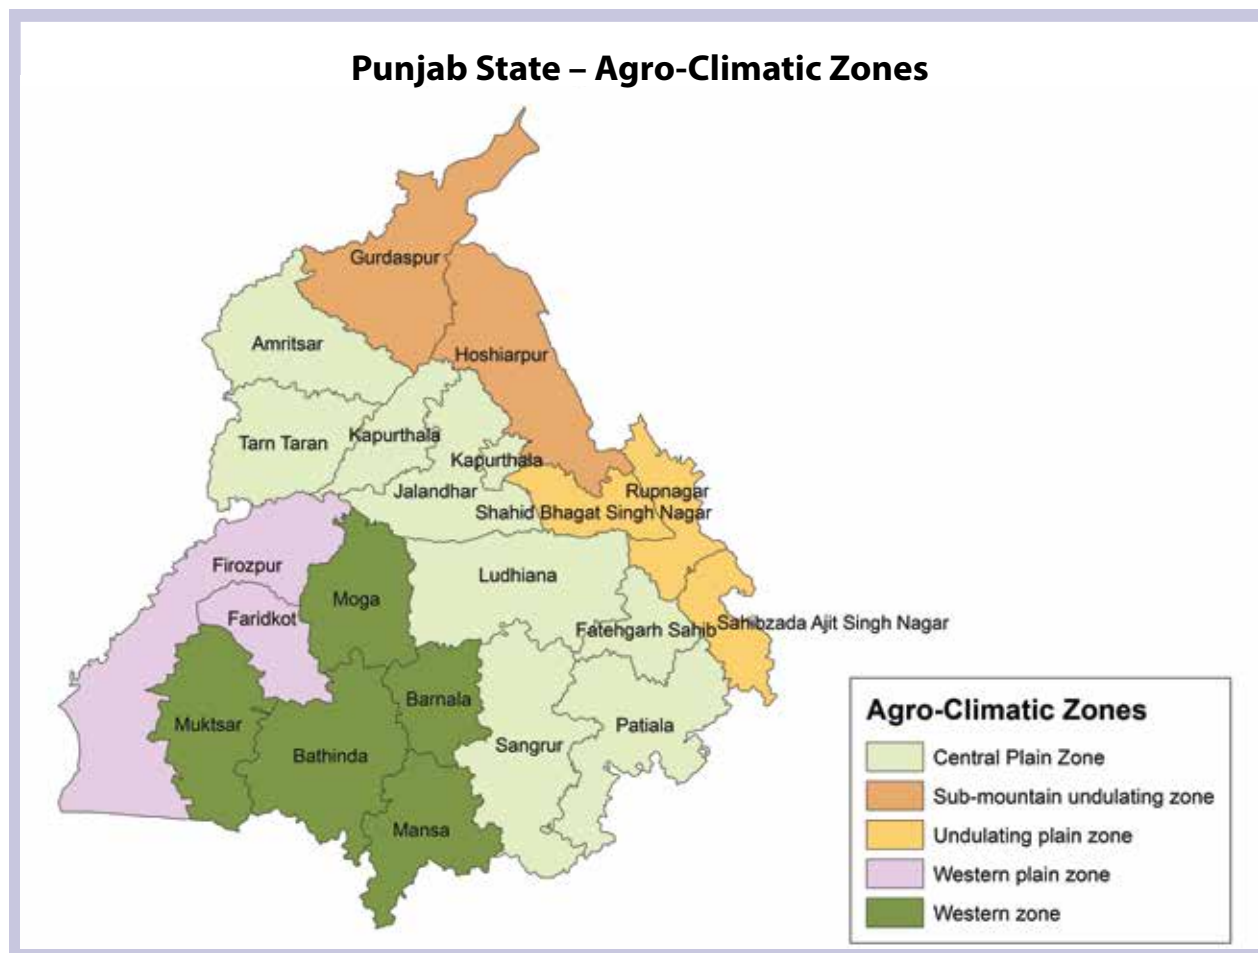 Punjab State – Agro-Climatic Zones
Gurdaspur
Amritsar
Hoshiarpur
Tarn Taran
Kapurthala
Kapurthala
Jalandhar
Rupnagar
Shahid Bhagat Singh Nagar
Firozpur
Ludhiana
Moga
Faridkot
Fatehgarh Sahib
Sahibzada Ajit Singh Nagar
Barnala
Muktsar
Patiala
Sangrur
Bathinda
Mansa
Agro-Climatic Zones
Central Plain Zone
Sub-mountain undulating zone
Undulating plain zone
Western plain zone
Western zone